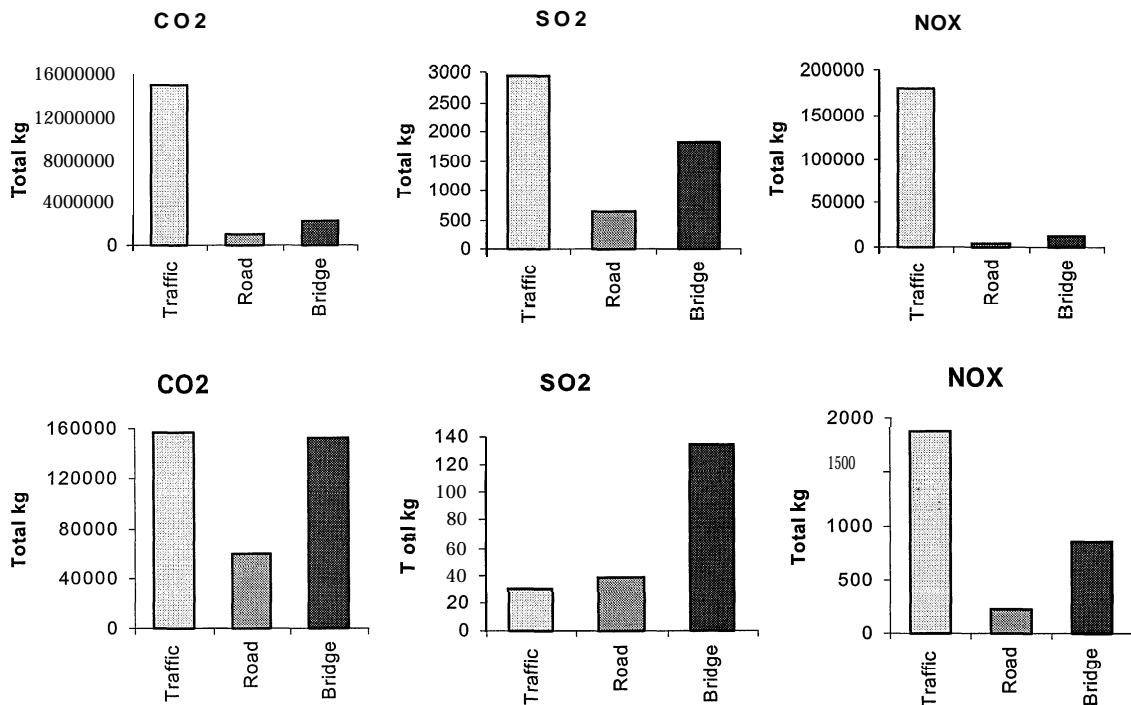 CO2
16000000
12000000
8000000
4000000
0
Total kg
Traffic
Road
Bridge
SO2
3000
2500
2000
1500
1000
500
0
Total kg
Traffic
Road
Bridge
NOX
200000
150000
100000
50000
0
Total kg
Traffic
Road
Bridge
CO2
160000
120000
80000
40000
0
Total kg
Traffic
Road
Bridge
SO2
140
120
100
80
60
40
20
0
Total kg
Traffic
Road
Bridge
NOX
2000
1500
1000
500
0
Total kg
Traffic
Road
Bridge